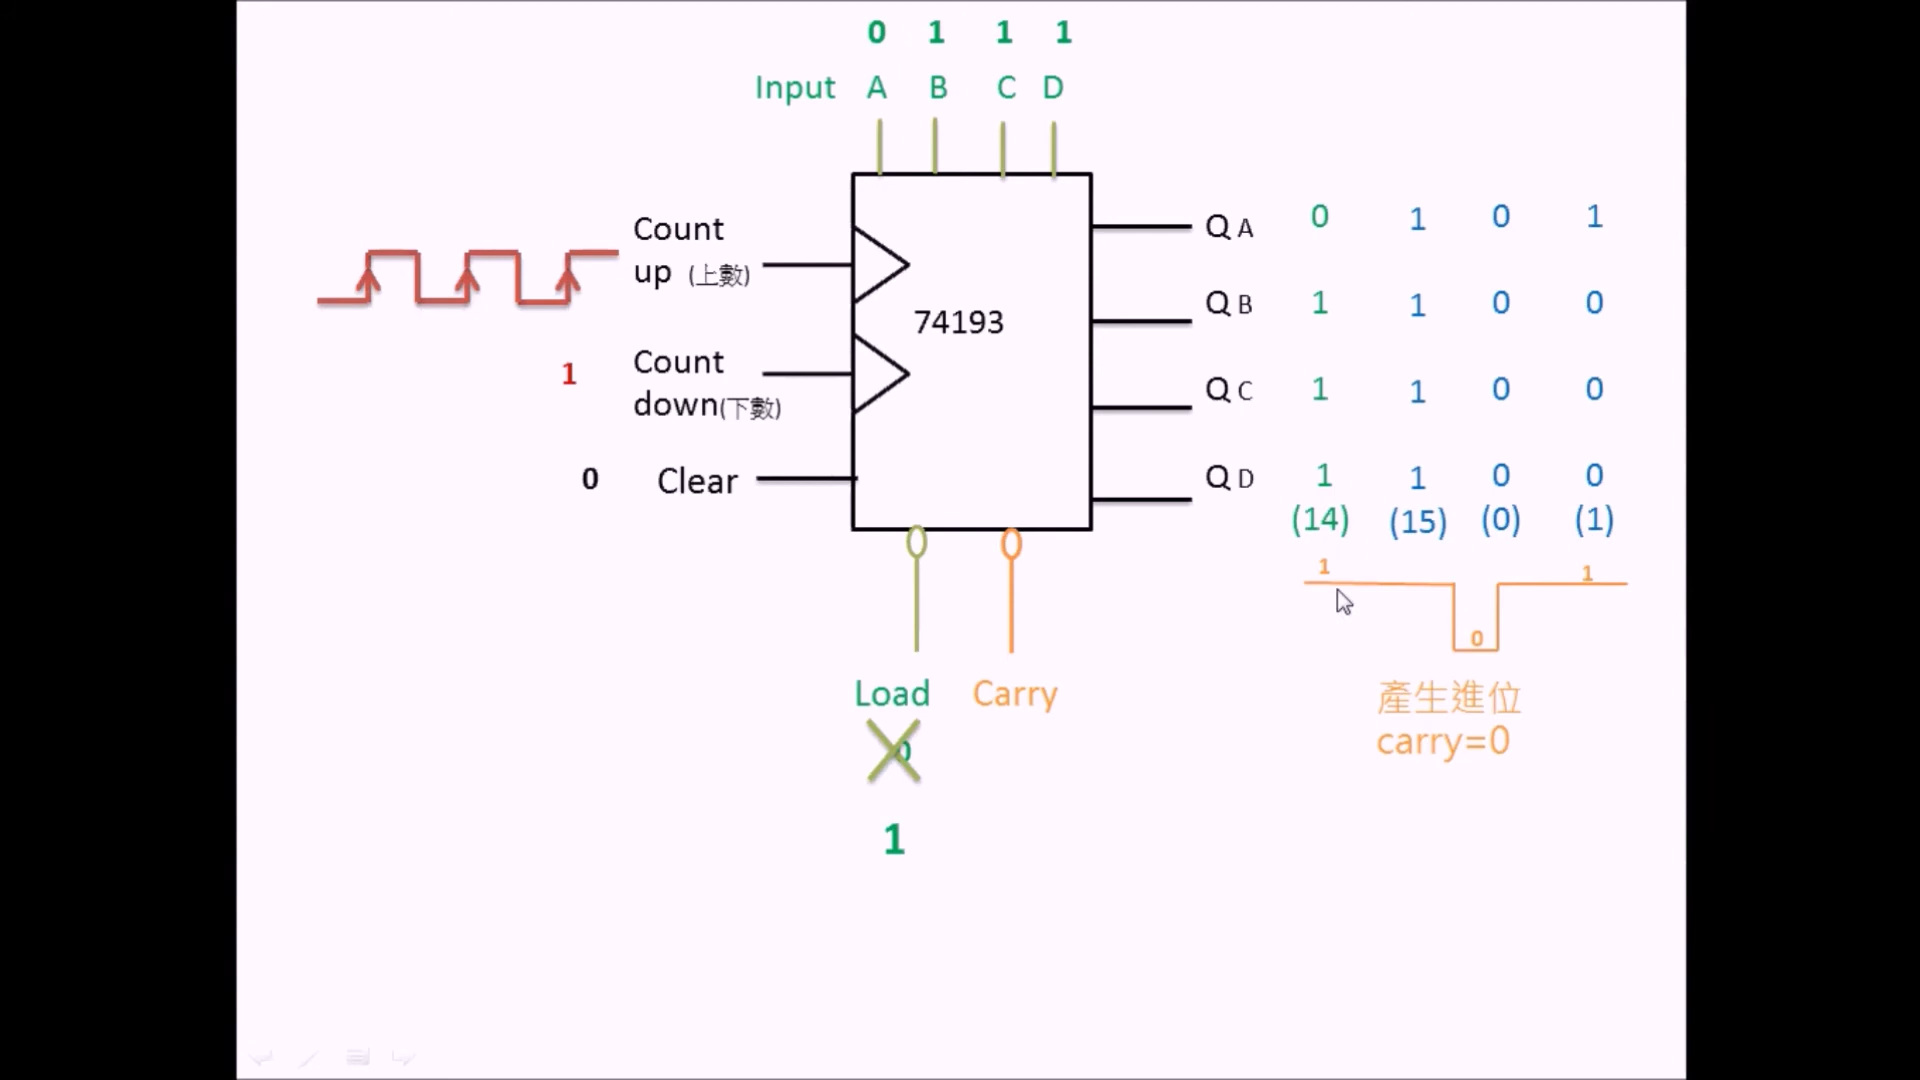 0 1 1 1
Input A B C D
Count
up (上數)
74193
1
Count
down(下數)
0 Clear
QA 0 1 0 1
QB 1 1 0 0
QC 1 1 0 0
QD 1 1 0 0
(14) (15) (0) (1)
1 1
0
Load Carry
0
1
產生進位
carry=0